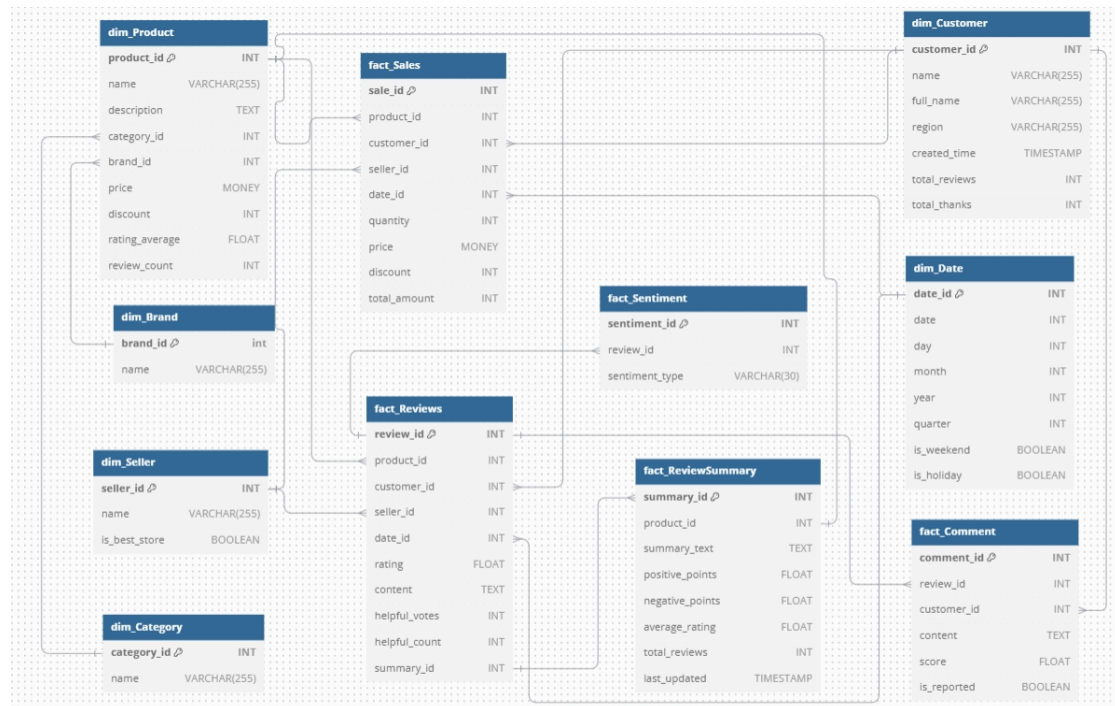 dim_Product
product_id INT
name VARCHAR(255)
description TEXT
category_id INT
brand_id INT
price MONEY
discount INT
rating_average FLOAT
review_count INT
fact_Sales
sale_id INT
product_id INT
customer_id INT
seller_id INT
date_id INT
quantity INT
price MONEY
discount INT
total_amount INT
dim_Customer
customer_id INT
name VARCHAR(255)
full_name VARCHAR(255)
region VARCHAR(255)
created_time TIMESTAMP
total_reviews INT
total_thanks INT
dim_Brand
brand_id int
name VARCHAR(255)
fact_Sentiment
sentiment_id INT
review_id INT
sentiment_type VARCHAR(30)
dim_Date
date_id INT
date INT
day INT
month INT
year INT
quarter INT
is_weekend BOOLEAN
is_holiday BOOLEAN
dim_Seller
seller_id INT
name VARCHAR(255)
is_best_store BOOLEAN
fact_Reviews
review_id INT
product_id INT
customer_id INT
seller_id INT
date_id INT
rating FLOAT
content TEXT
helpful_votes INT
helpful_count INT
summary_id INT
fact_ReviewSummary
summary_id INT
product_id INT
summary_text TEXT
positive_points FLOAT
negative_points FLOAT
average_rating FLOAT
total_reviews INT
last_updated TIMESTAMP
fact_Comment
comment_id INT
review_id INT
customer_id INT
content TEXT
score FLOAT
is_reported BOOLEAN
dim_Category
category_id INT
name VARCHAR(255)